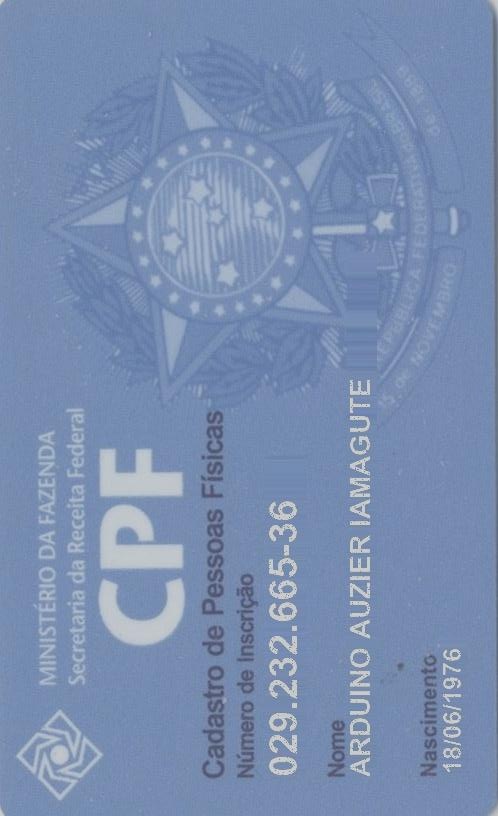 MINISTÉRIO DA FAZENDA
Secretaria da Receita Federal
CPF
Cadastro de Pessoas Físicas
Número de Inscrição
029.232.665-36
Nome
ARDUINO AUZIER IAMAGUTE
Nascimento
18/06/1976
REPÚBLICA FEDERATIVA DO BRASIL
15 de NOVEMBRO
de 1889